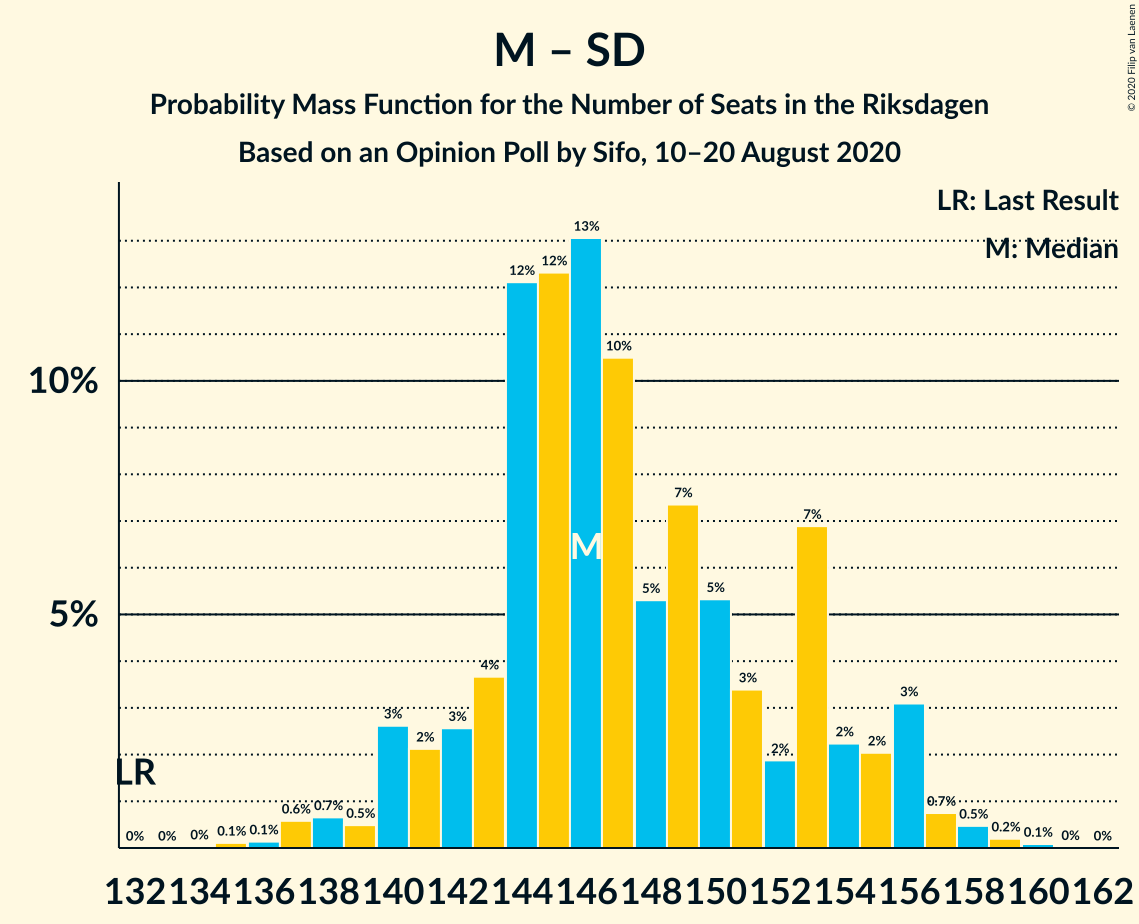 © 2020 Filip van Laenen
M – SD
Probability Mass Function for the Number of Seats in the Riksdagen
Based on an Opinion Poll by Sifo, 10–20 August 2020
LR: Last Result
M: Median
10%
5%
LR
M
0% 0% 0% 0.1% 0.1% 0.6% 0.7% 0.5% 3% 2% 3% 4% 12% 12% 13% 10% 5% 7% 5% 3% 2% 7% 2% 2% 3% 0.7% 0.5% 0.2% 0.1% 0% 0%
132 134 136 138 140 142 144 146 148 150 152 154 156 158 160 162